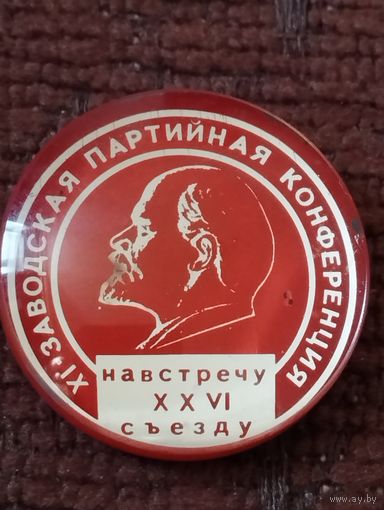 XI ЗАВОДСКАЯ ПАРТИЙНАЯ КОНФЕРЕНЦИЯ
навстречу
XXVI
съезду
www.ay.by